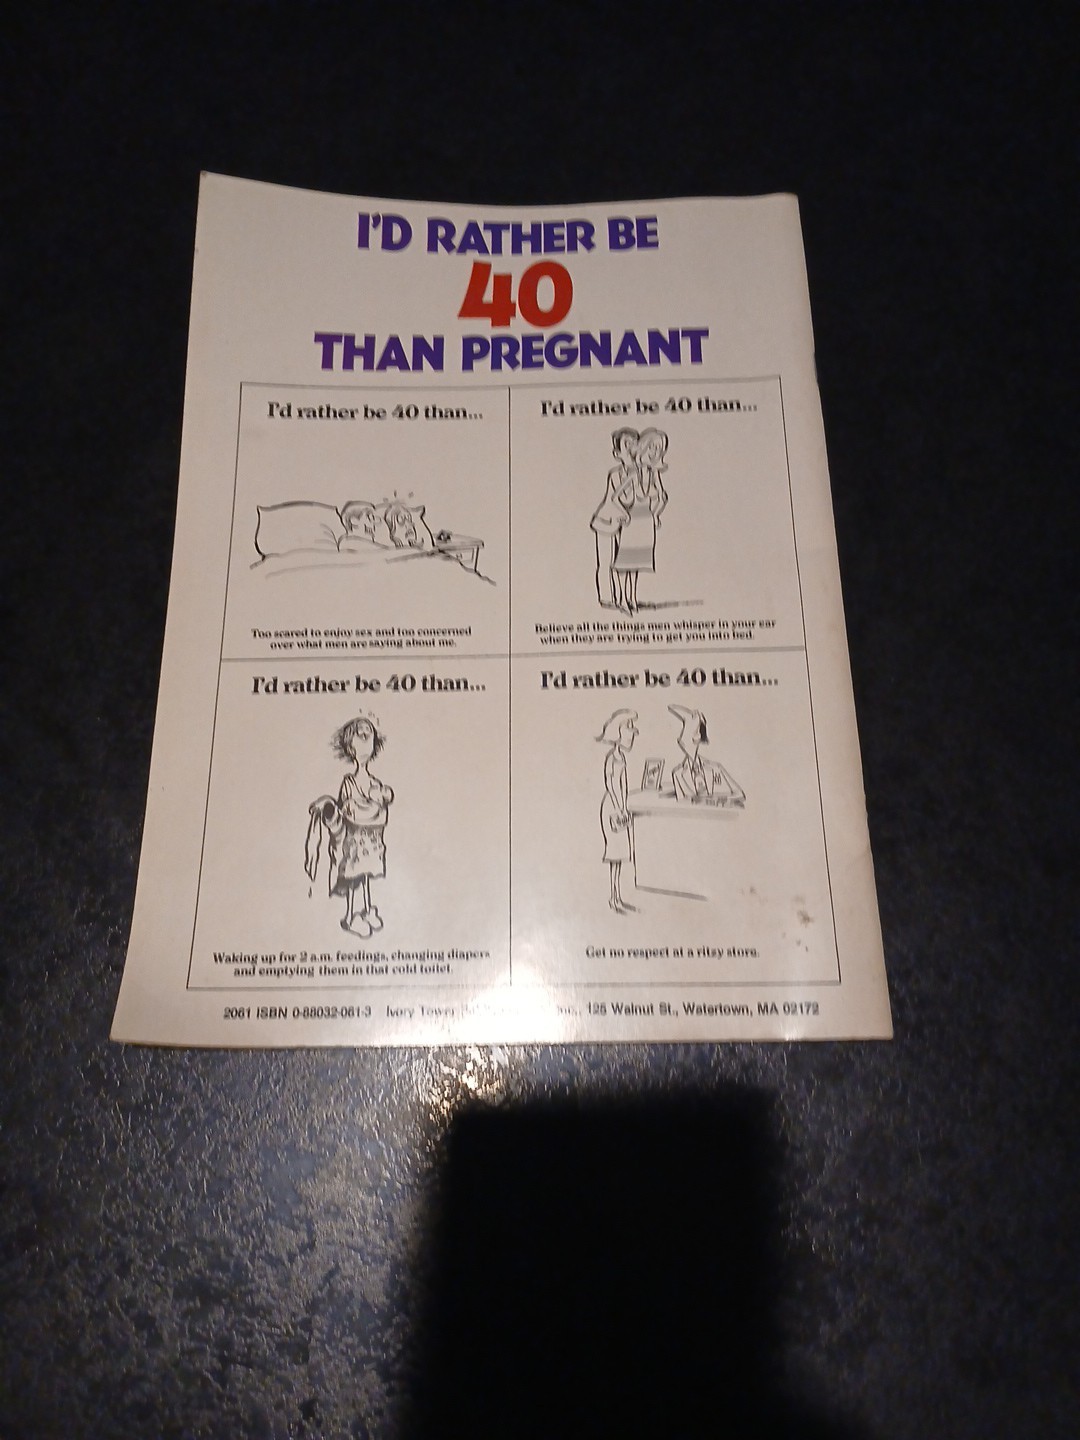 I'D RATHER BE
40
THAN PREGNANT
I'd rather be 40 than...
Too scared to enjoy sex and too concerned
over what men are saying about me.
I'd rather be 40 than...
Believe all the things men whisper in your ear
when they are trying to get you into bed.
I'd rather be 40 than...
Waking up for 2 a.m. feedings, changing diapers
and emptying them in that cold toilet.
I'd rather be 40 than...
Get no respect at a ritzy store.
2061 ISBN 0-88032-061-3 Ivory Tower 125 Walnut St., Watertown, MA 02172